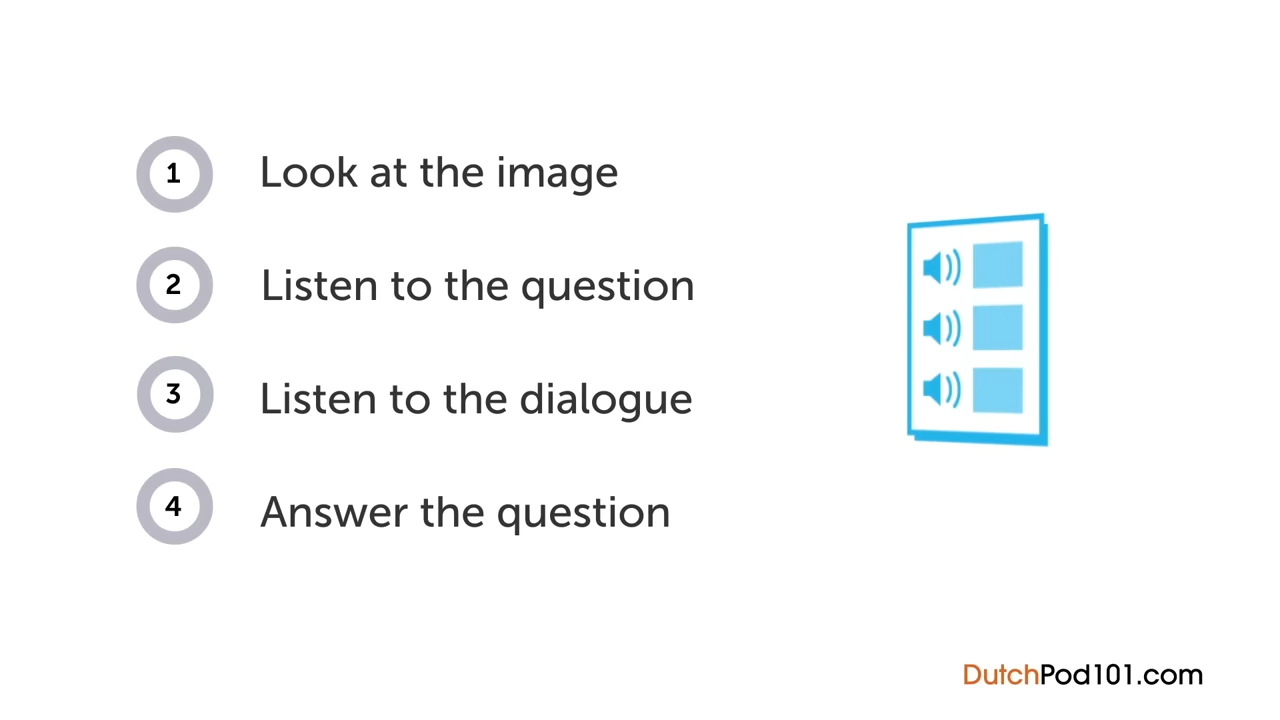 1 Look at the image
2 Listen to the question
3 Listen to the dialogue
4 Answer the question
DutchPod101.com